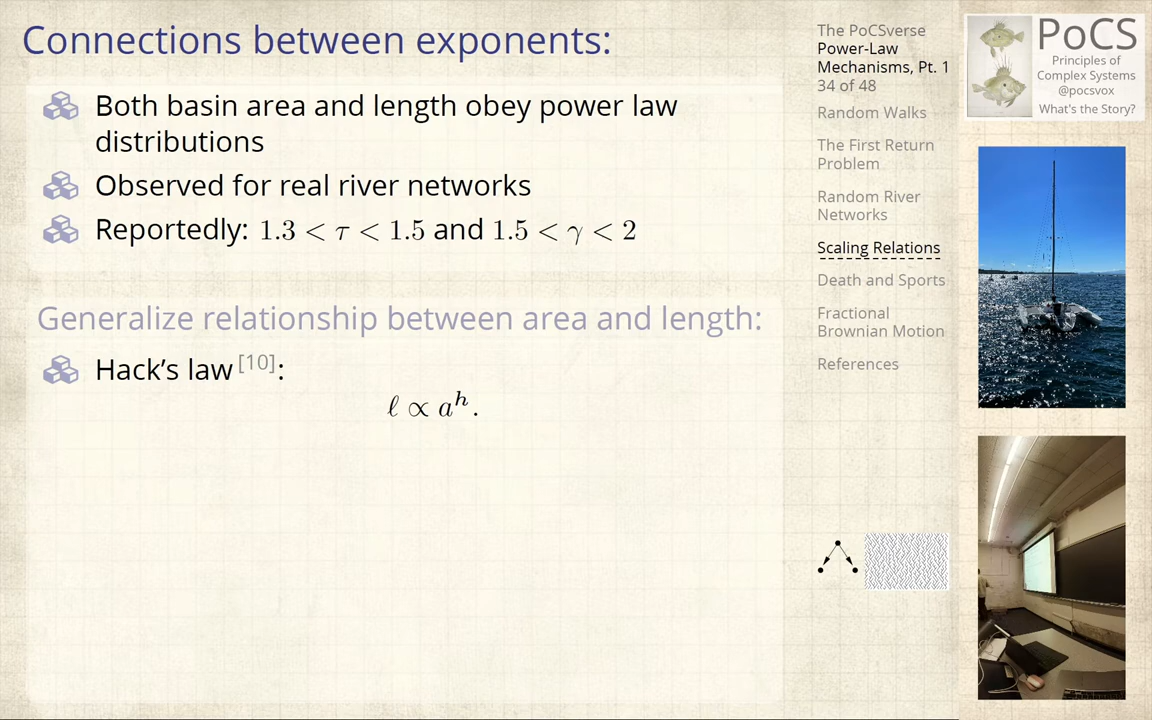 Connections between exponents:
Both basin area and length obey power law
distributions
Observed for real river networks
Reportedly: 1.3 < τ < 1.5 and 1.5 < γ < 2
Generalize relationship between area and length:
Hack's law [10]:
ℓ ∝ a^h.
The PoCSverse
Power-Law
Mechanisms, Pt. 1
34 of 48
Random Walks
The First Return
Problem
Random River
Networks
Scaling Relations
Death and Sports
Fractional
Brownian Motion
References
PoCS
Principles of
Complex Systems
@pocsvox
What's the Story?